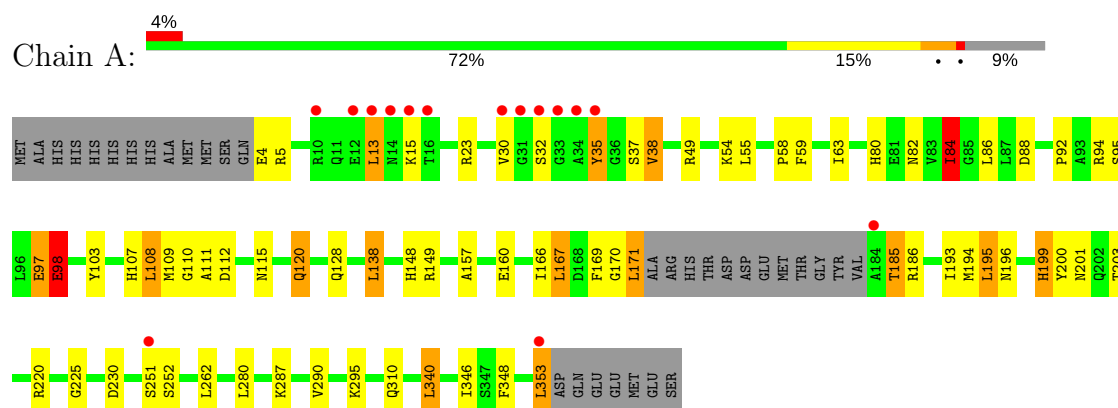 4%
Chain A:
72% 15% • • 9%
MET ALA HIS HIS HIS HIS HIS HIS ALA MET MET SER GLN E4 R5 R10 Q11 E12 L13 N14 K15 T16 R23 V30 G31 S32 G33 A34 Y35 G36 S37 V38 R49 K54 L55 P58 F59 I63 H80 E81 N82 V83 I84 G85 L86 L87 D88 P92 A93 R94 S95
L96 E97 E98 Y103 H107 L108 M109 G110 A111 D112 N115 Q120 Q128 L138 H148 R149 A157 E160 I166 L167 D168 F169 G170 L171 ALA ARG HIS THR ASP ASP GLU MET THR GLY TYR VAL A184 T185 R186 I193 M194 L195 N196 H199 Y200 N201 Q202 T203
R220 G225 D230 S251 S252 L262 L280 K287 V290 K295 Q310 L340 I346 S347 F348 L353 ASP GLN GLU GLU MET GLU SER